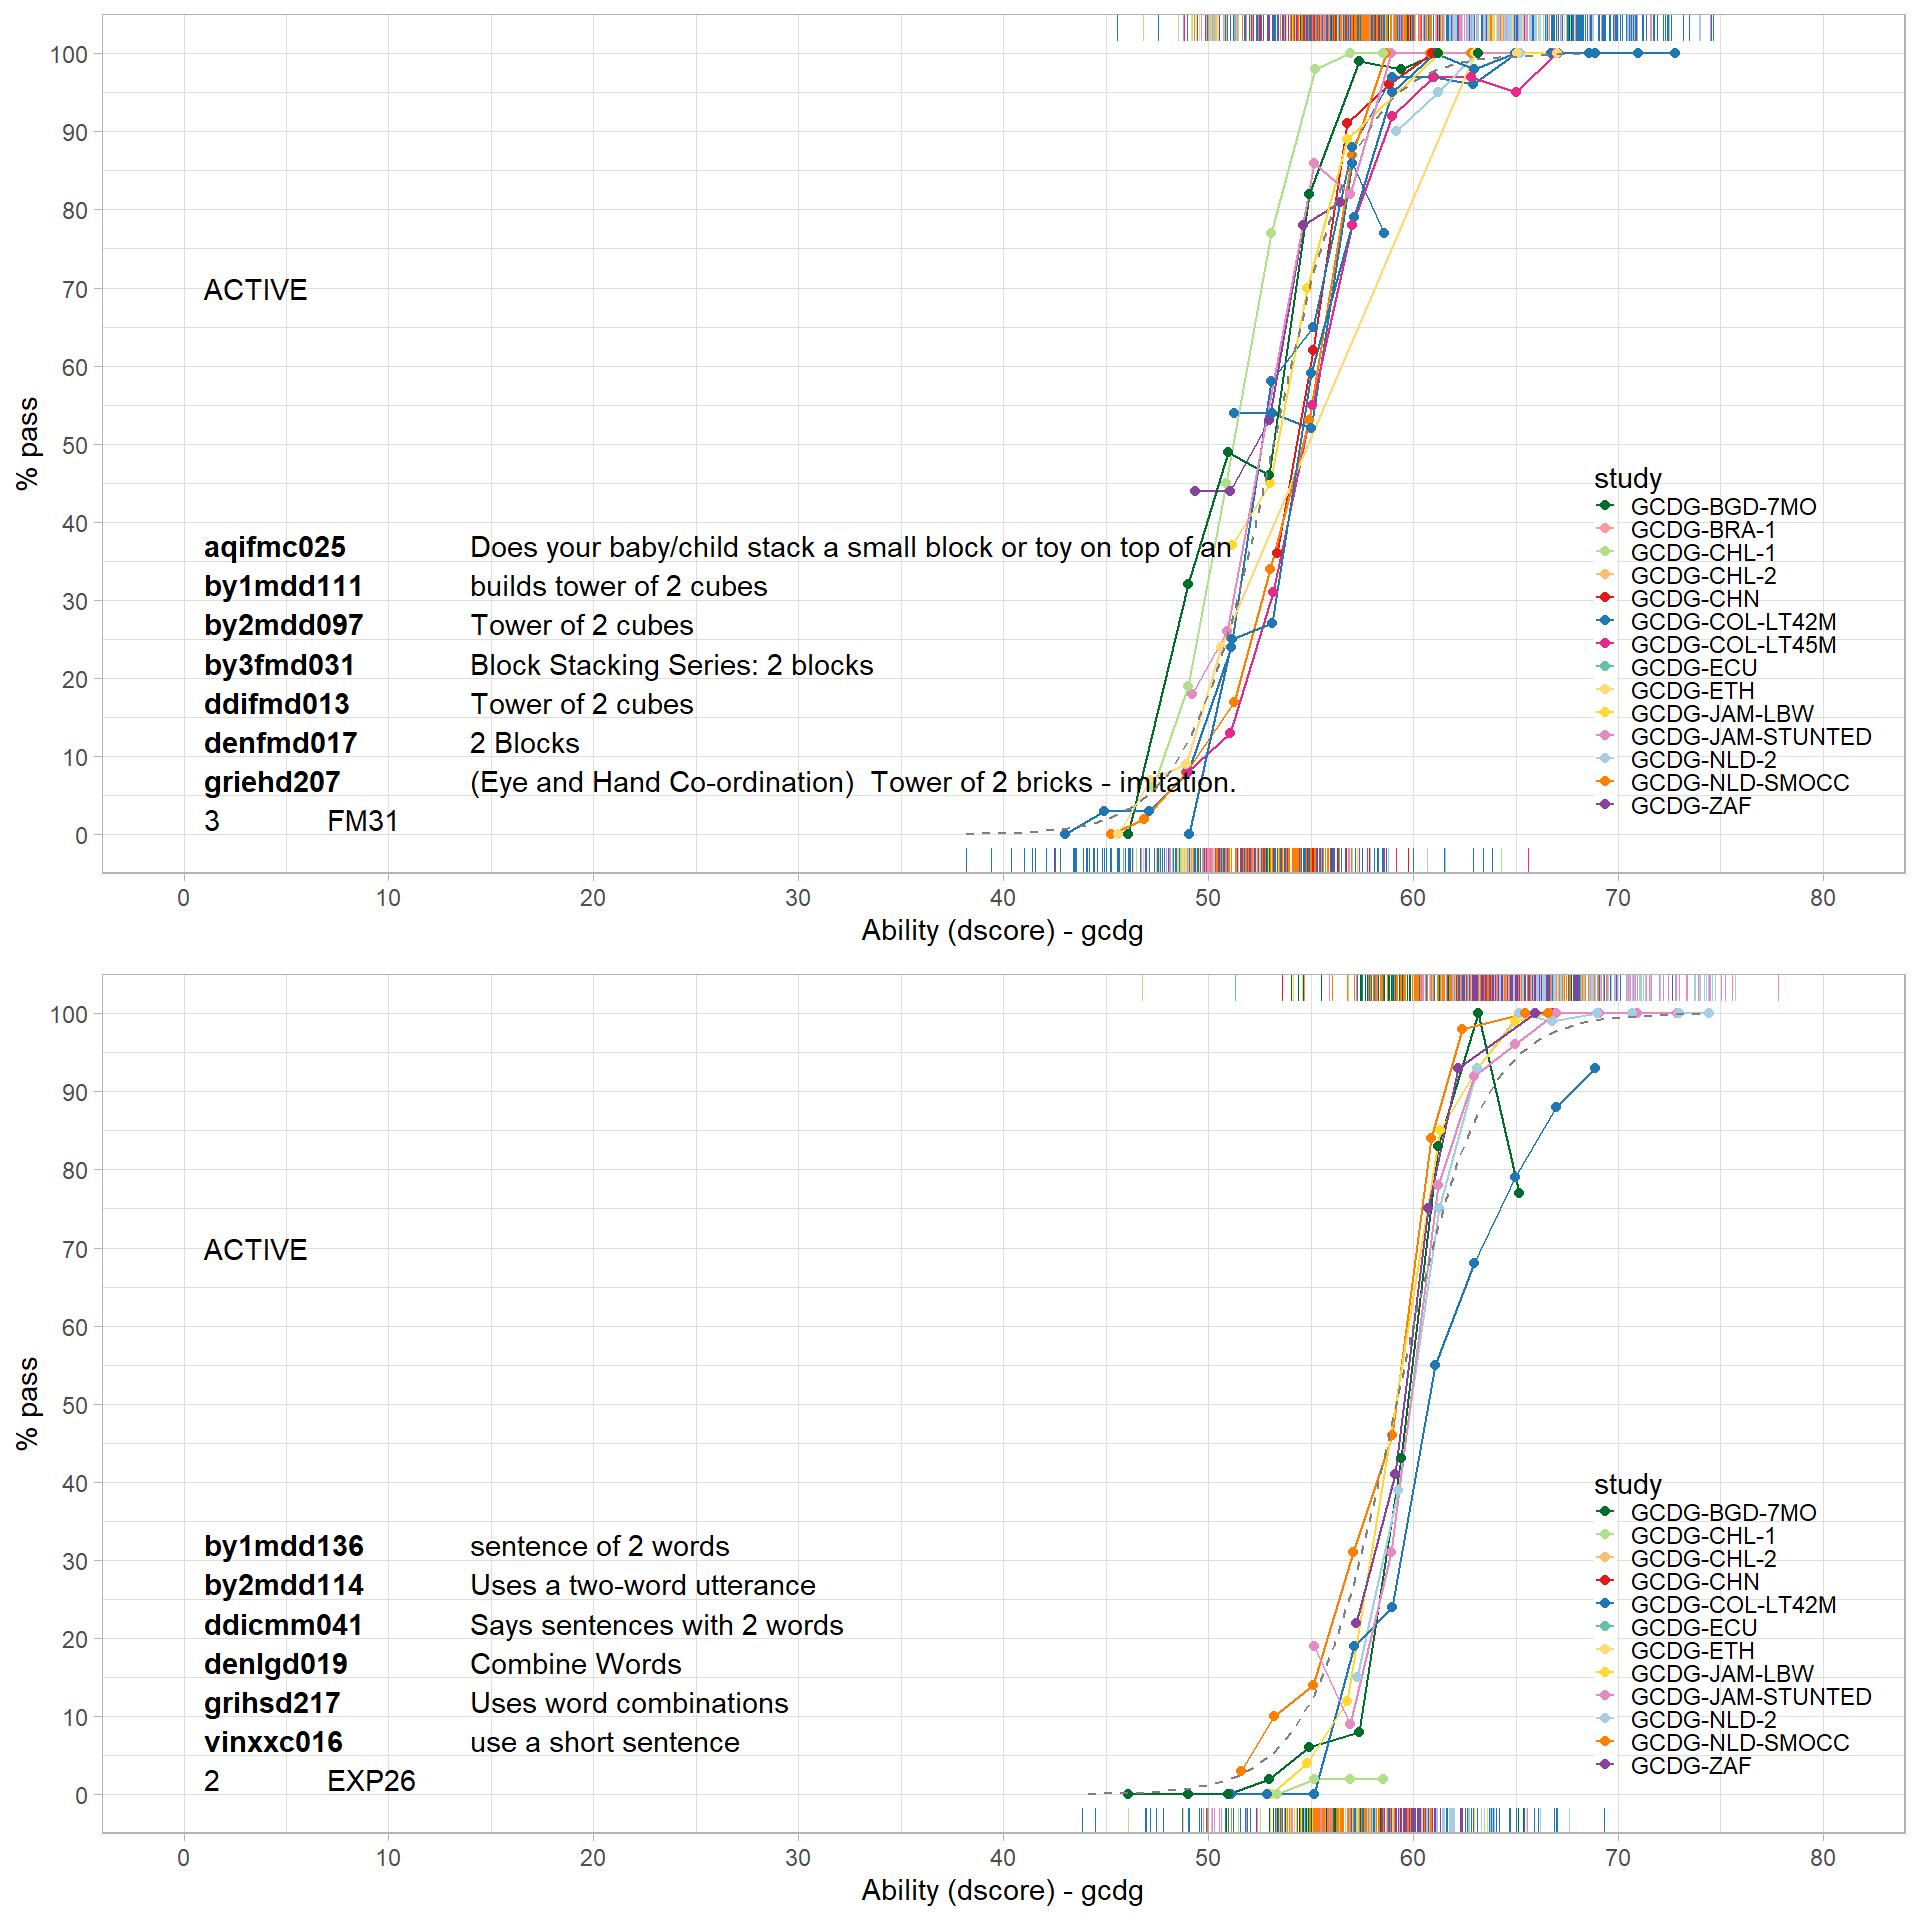 100
90
80
70
60
50
40
30
20
10
0
% pass
ACTIVE
aqifmc025 Does your baby/child stack a small block or toy on top of an
by1mdd111 builds tower of 2 cubes
by2mdd097 Tower of 2 cubes
by3fmd031 Block Stacking Series: 2 blocks
ddifmd013 Tower of 2 cubes
denfmd017 2 Blocks
griehd207 (Eye and Hand Co-ordination)  Tower of 2 bricks - imitation.
3 FM31
study
GCDG-BGD-7MO
GCDG-BRA-1
GCDG-CHL-1
GCDG-CHL-2
GCDG-CHN
GCDG-COL-LT42M
GCDG-COL-LT45M
GCDG-ECU
GCDG-ETH
GCDG-JAM-LBW
GCDG-JAM-STUNTED
GCDG-NLD-2
GCDG-NLD-SMOCC
GCDG-ZAF
0 10 20 30 40 50 60 70 80
Ability (dscore) - gcdg
100
90
80
70
60
50
40
30
20
10
0
% pass
ACTIVE
by1mdd136 sentence of 2 words
by2mdd114 Uses a two-word utterance
ddicmm041 Says sentences with 2 words
denlgd019 Combine Words
grihsd217 Uses word combinations
vinxxc016 use a short sentence
2 EXP26
study
GCDG-BGD-7MO
GCDG-CHL-1
GCDG-CHL-2
GCDG-CHN
GCDG-COL-LT42M
GCDG-ECU
GCDG-ETH
GCDG-JAM-LBW
GCDG-JAM-STUNTED
GCDG-NLD-2
GCDG-NLD-SMOCC
GCDG-ZAF
0 10 20 30 40 50 60 70 80
Ability (dscore) - gcdg